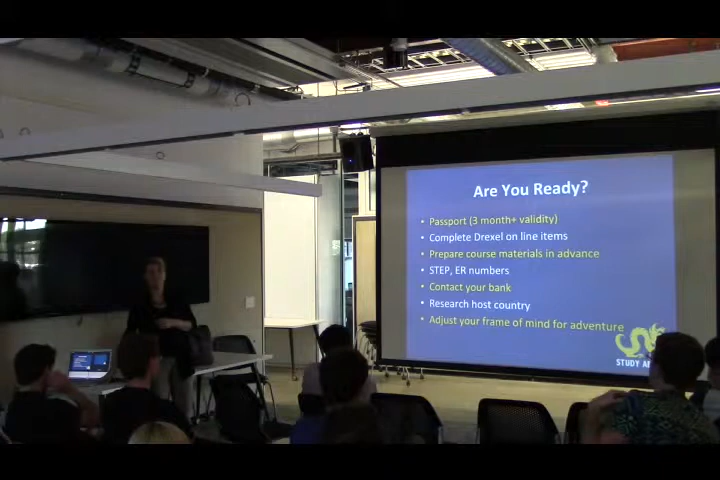 Are You Ready?
• Passport (3 month+ validity)
• Complete Drexel on line items
• Prepare course materials in advance
• STEP, ER numbers
• Contact your bank
• Research host country
• Adjust your frame of mind for adventure
STUDY